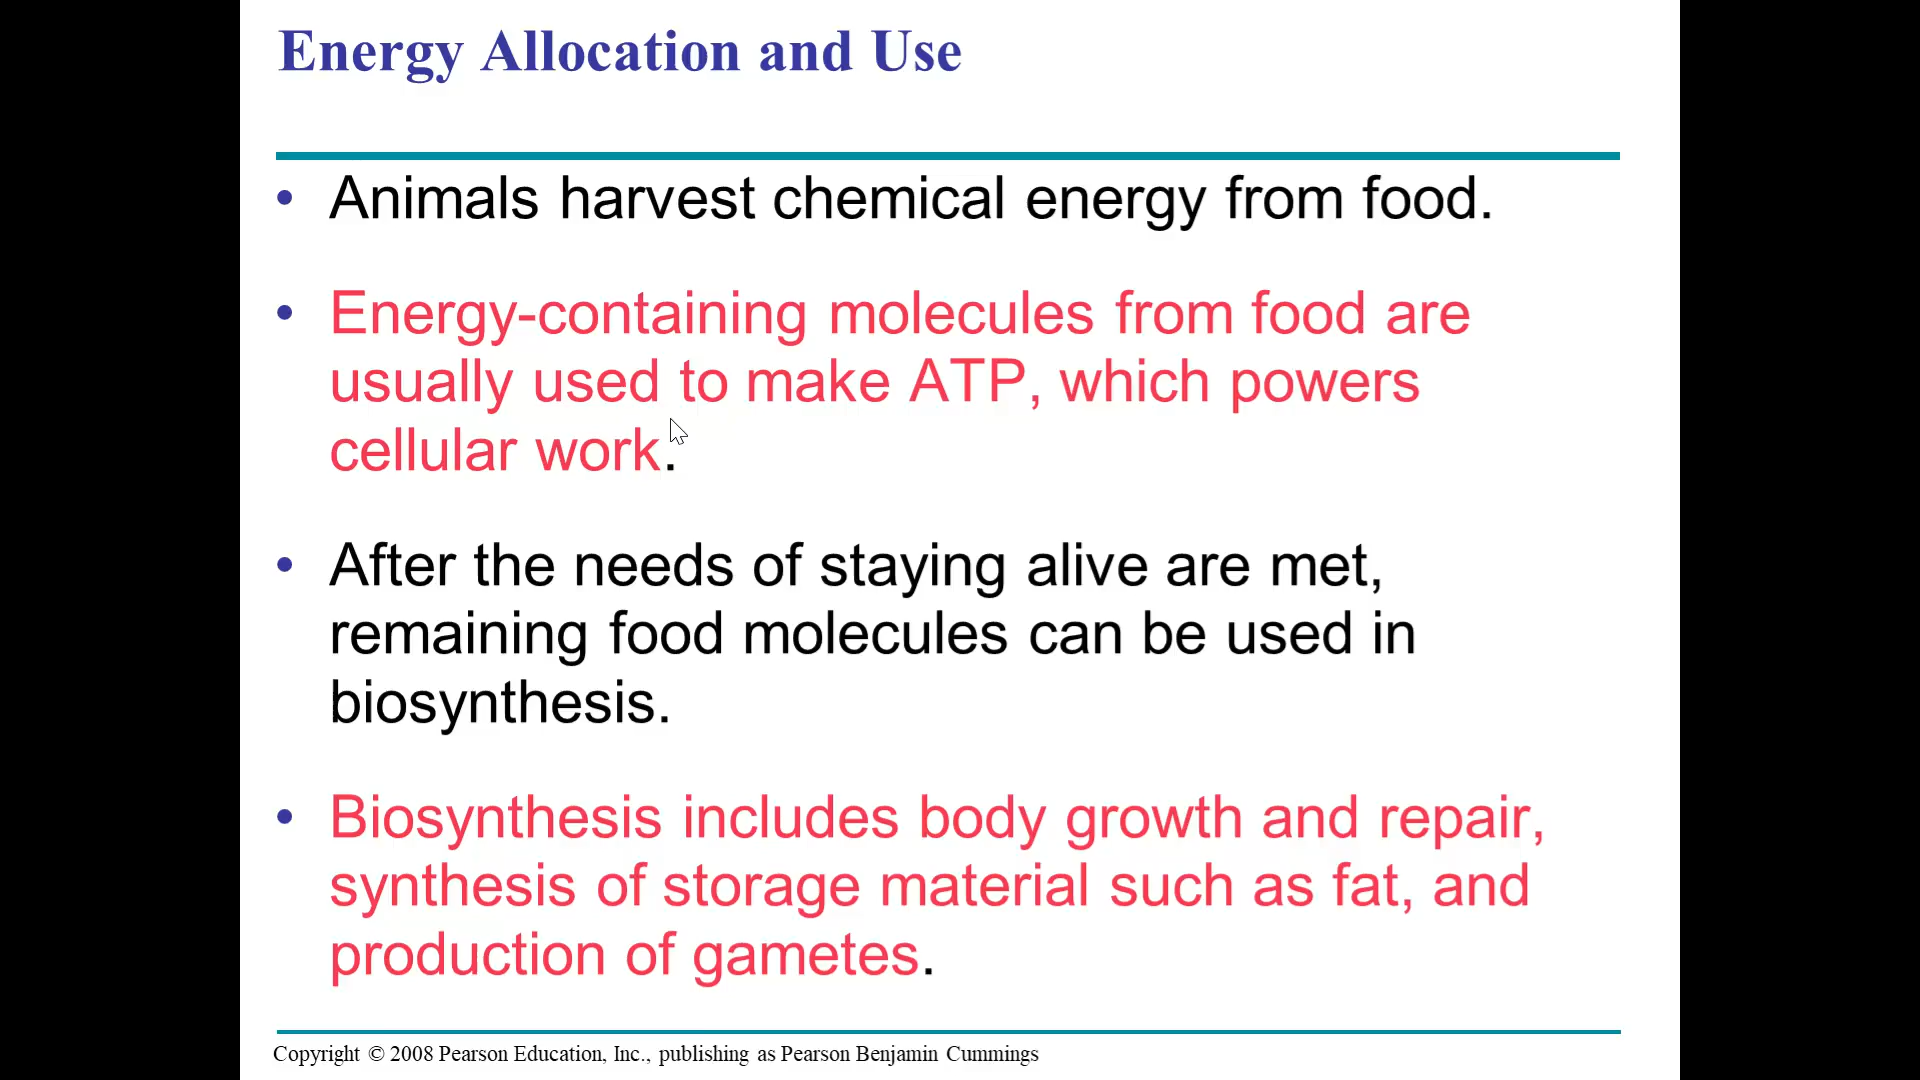 Energy Allocation and Use
• Animals harvest chemical energy from food.
• Energy-containing molecules from food are
usually used to make ATP, which powers
cellular work.
• After the needs of staying alive are met,
remaining food molecules can be used in
biosynthesis.
• Biosynthesis includes body growth and repair,
synthesis of storage material such as fat, and
production of gametes.
Copyright © 2008 Pearson Education, Inc., publishing as Pearson Benjamin Cummings